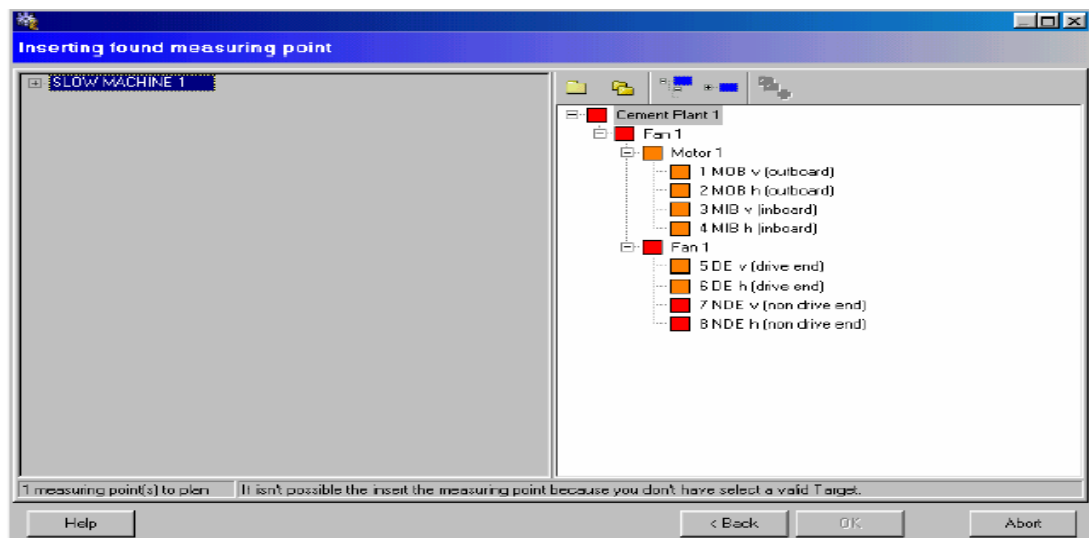 Inserting found measuring point
SLOW MACHINE 1
Cement Plant 1
Fan 1
Motor 1
1 MOB v (outboard)
2 MOB h (outboard)
3 MIB v (inboard)
4 MIB h (inboard)
Fan 1
5 DE v (drive end)
6 DE h (drive end)
7 NDE v (non drive end)
8 NDE h (non drive end)
1 measuring point(s) to plan
It isn't possible the insert the measuring point because you don't have select a valid Target.
Help
< Back
OK
Abort